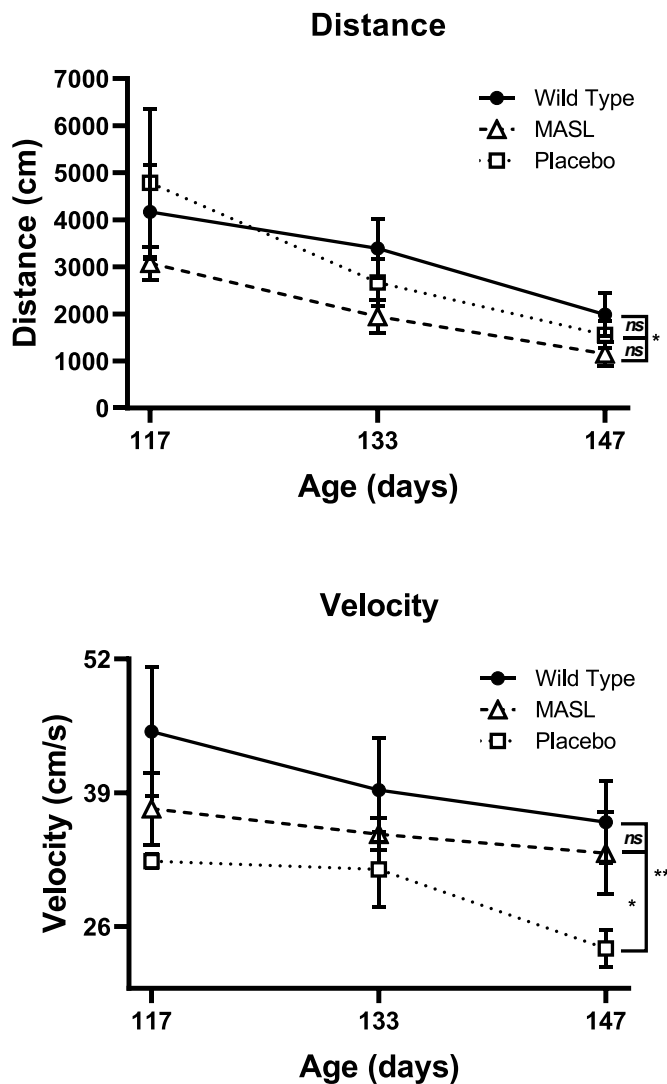 Distance
7000
6000
5000
4000
3000
2000
1000
0
Distance (cm)
Wild Type
MASL
Placebo
ns
*
ns
117 133 147
Age (days)
Velocity
52
39
26
Velocity (cm/s)
Wild Type
MASL
Placebo
ns
**
*
117 133 147
Age (days)